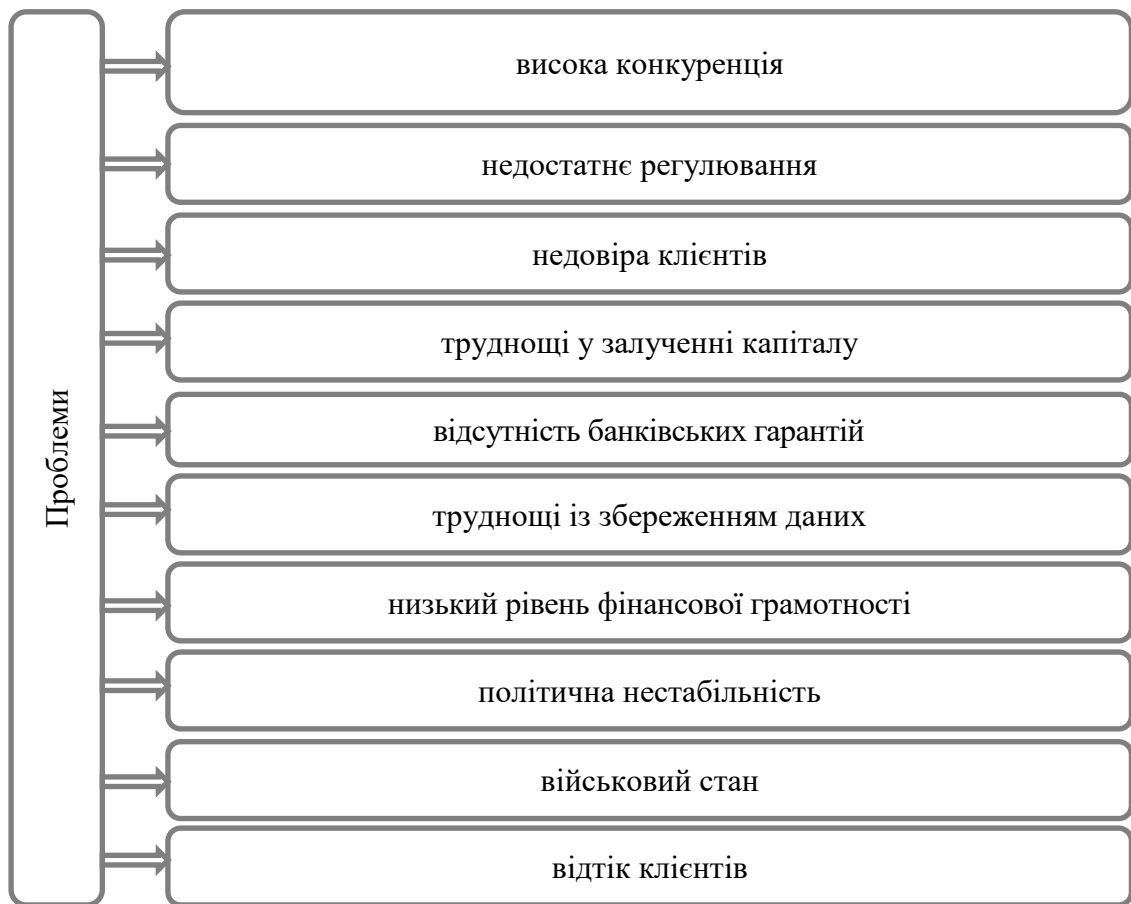 Проблеми
висока конкуренція
недостатнє регулювання
недовіра клієнтів
труднощі у залученні капіталу
відсутність банківських гарантій
труднощі із збереженням даних
низький рівень фінансової грамотності
політична нестабільність
військовий стан
відтік клієнтів